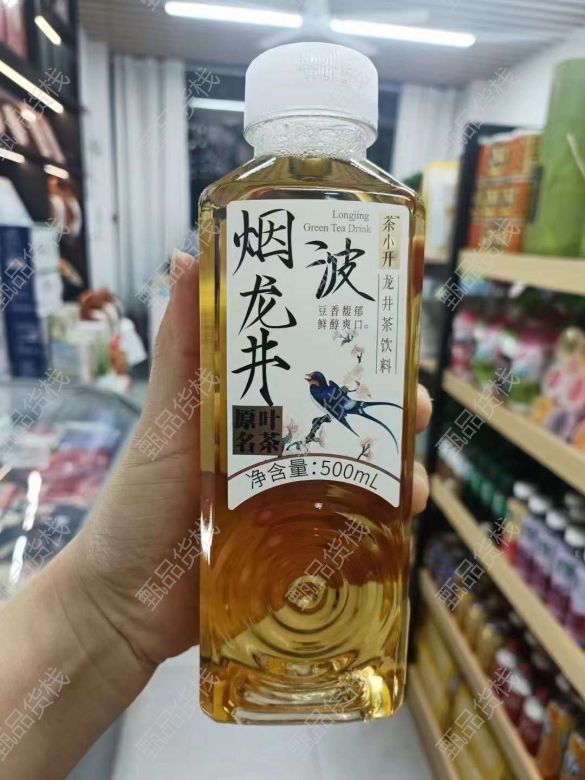 Longjing
Green Tea Drink
烟波
龙井
豆香馥郁
鲜醇爽口。
茶小开
龙井茶饮料
原叶
名茶
净含量:500mL
甄品货栈